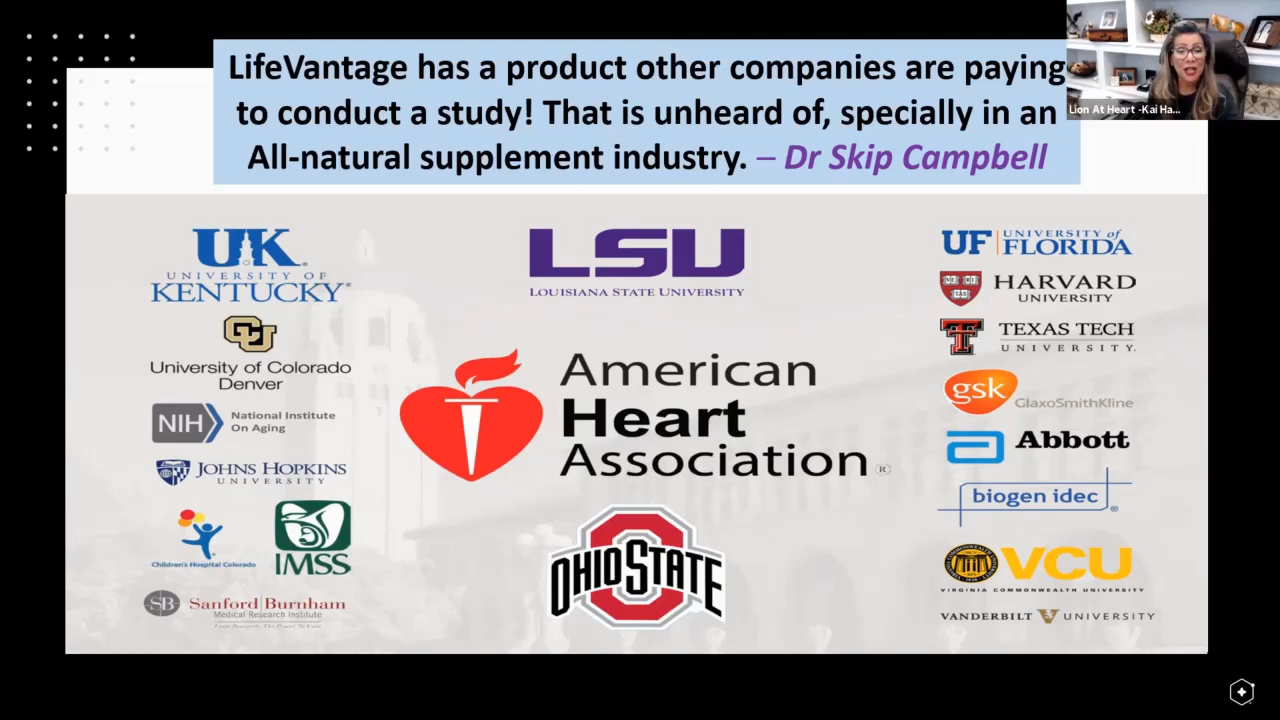 LifeVantage has a product other companies are paying
to conduct a study! That is unheard of, specially in an
All-natural supplement industry. – Dr Skip Campbell
Lion At Heart -Kai Ha...
UK
UNIVERSITY OF
KENTUCKY®
CU
University of Colorado
Denver
NIH
National Institute
On Aging
JOHNS HOPKINS
UNIVERSITY
Children's Hospital Colorado
IMSS
SB
Sanford|Burnham
Medical Research Institute
LSU
LOUISIANA STATE UNIVERSITY
American
Heart
Association®
OHIO STATE
UF UNIVERSITY of
FLORIDA
HARVARD
UNIVERSITY
TEXAS TECH
UNIVERSITY.
gsk
GlaxoSmithKline
Abbott
biogen idec®
VCU
VIRGINIA COMMONWEALTH UNIVERSITY
VANDERBILT V UNIVERSITY